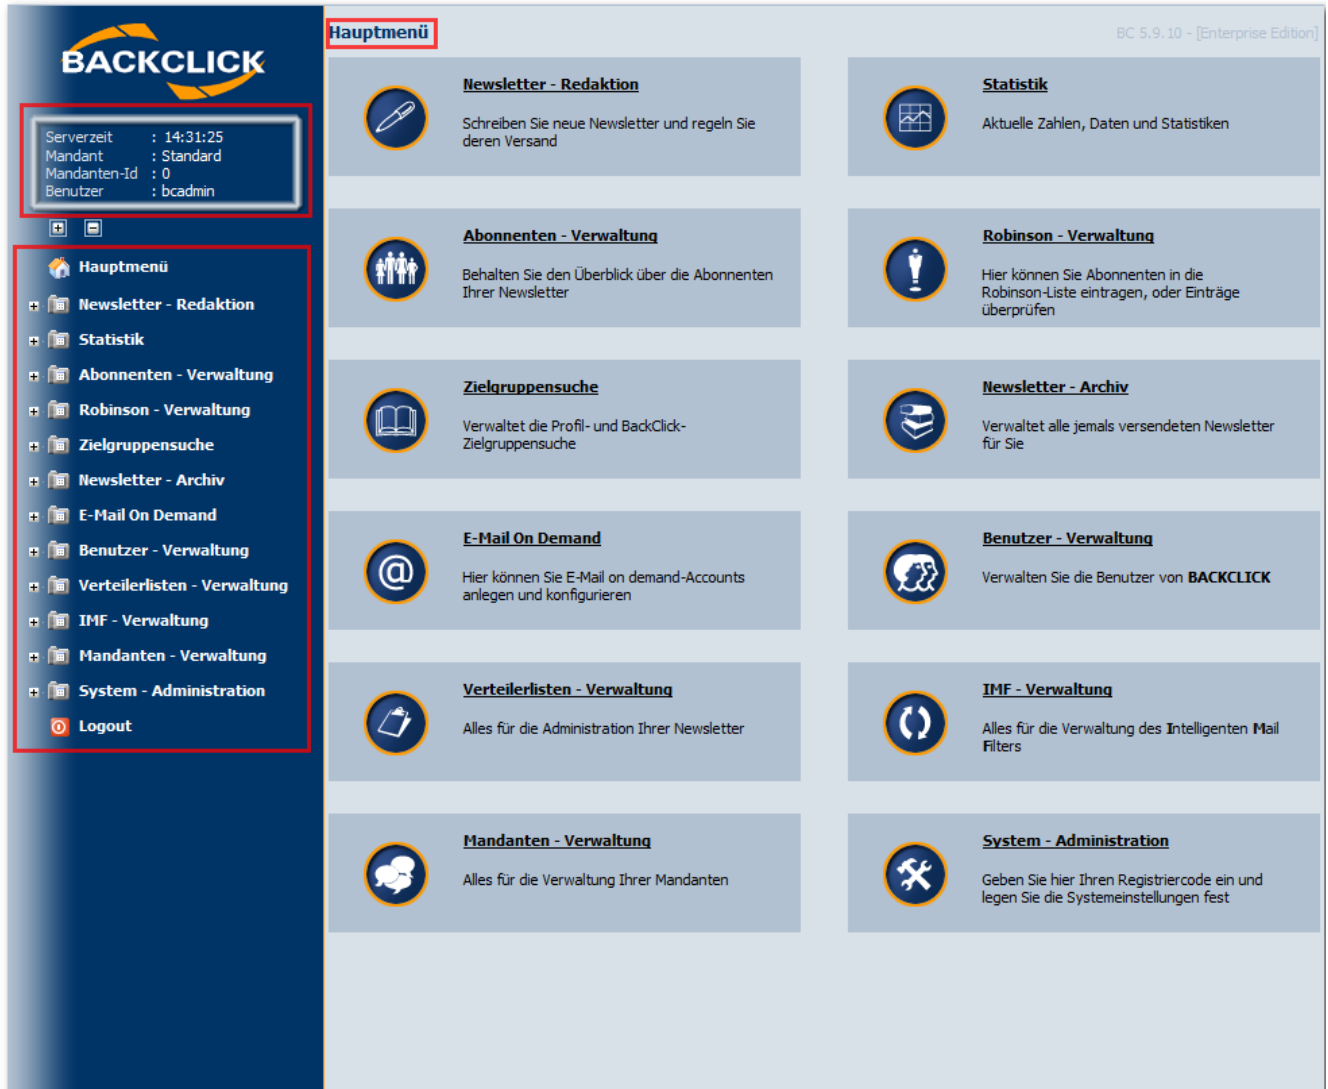 BACKCLICK
Serverzeit : 14:31:25
Mandant : Standard
Mandanten-Id : 0
Benutzer : bcadmin
Hauptmenü
Newsletter - Redaktion
Statistik
Abonnenten - Verwaltung
Robinson - Verwaltung
Zielgruppensuche
Newsletter - Archiv
E-Mail On Demand
Benutzer - Verwaltung
Verteilerlisten - Verwaltung
IMF - Verwaltung
Mandanten - Verwaltung
System - Administration
Logout
Hauptmenü
BC 5.9.10 - [Enterprise Edition]
Newsletter - Redaktion
Schreiben Sie neue Newsletter und regeln Sie
deren Versand
Statistik
Aktuelle Zahlen, Daten und Statistiken
Abonnenten - Verwaltung
Behalten Sie den Überblick über die Abonnenten
Ihrer Newsletter
Robinson - Verwaltung
Hier können Sie Abonnenten in die
Robinson-Liste eintragen, oder Einträge
überprüfen
Zielgruppensuche
Verwaltet die Profil- und BackClick-
Zielgruppensuche
Newsletter - Archiv
Verwaltet alle jemals versendeten Newsletter
für Sie
E-Mail On Demand
Hier können Sie E-Mail on demand-Accounts
anlegen und konfigurieren
Benutzer - Verwaltung
Verwalten Sie die Benutzer von BACKCLICK
Verteilerlisten - Verwaltung
Alles für die Administration Ihrer Newsletter
IMF - Verwaltung
Alles für die Verwaltung des Intelligenten Mail
Filters
Mandanten - Verwaltung
Alles für die Verwaltung Ihrer Mandanten
System - Administration
Geben Sie hier Ihren Registriercode ein und
legen Sie die Systemeinstellungen fest